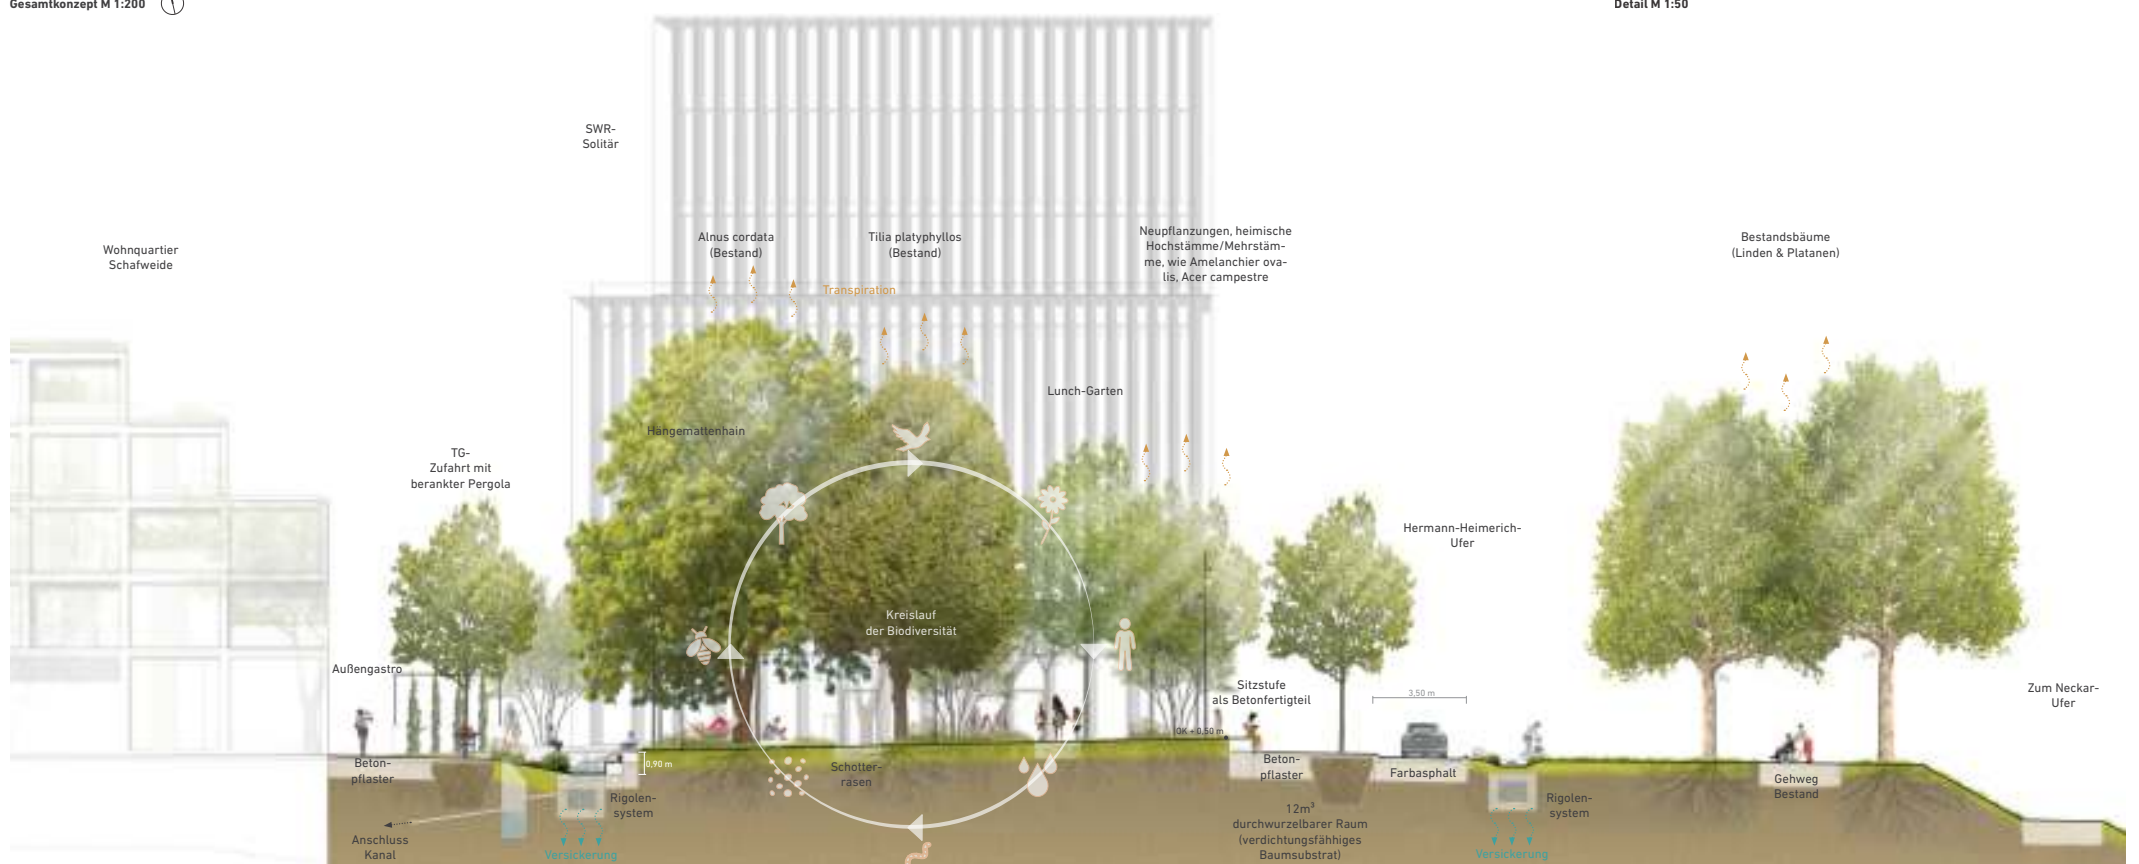 Gesamtkonzept M 1:200
Detail M 1:50
SWR-
Solitär
Wohnquartier
Schafweide
Alnus cordata
(Bestand)
Tilia platyphyllos
(Bestand)
Neupflanzungen, heimische
Hochstämme/Mehrstäm-
me, wie Amelanchier ova-
lis, Acer campestre
Bestandsbäume
(Linden & Platanen)
Transpiration
Lunch-Garten
Hängemattenhain
TG-
Zufahrt mit
berankter Pergola
Hermann-Heimerich-
Ufer
Kreislauf
der Biodiversität
Außengastro
Sitzstufe
als Betonfertigteil
3,50 m
Zum Neckar-
Ufer
OK + 0,50 m
0,90 m
Beton-
pflaster
Schotter-
rasen
Beton-
pflaster
Farbasphalt
Gehweg
Bestand
Rigolen-
system
Rigolen-
system
12m³
durchwurzelbarer Raum
(verdichtungsfähiges
Baumsubstrat)
Anschluss
Kanal
Versickerung
Versickerung